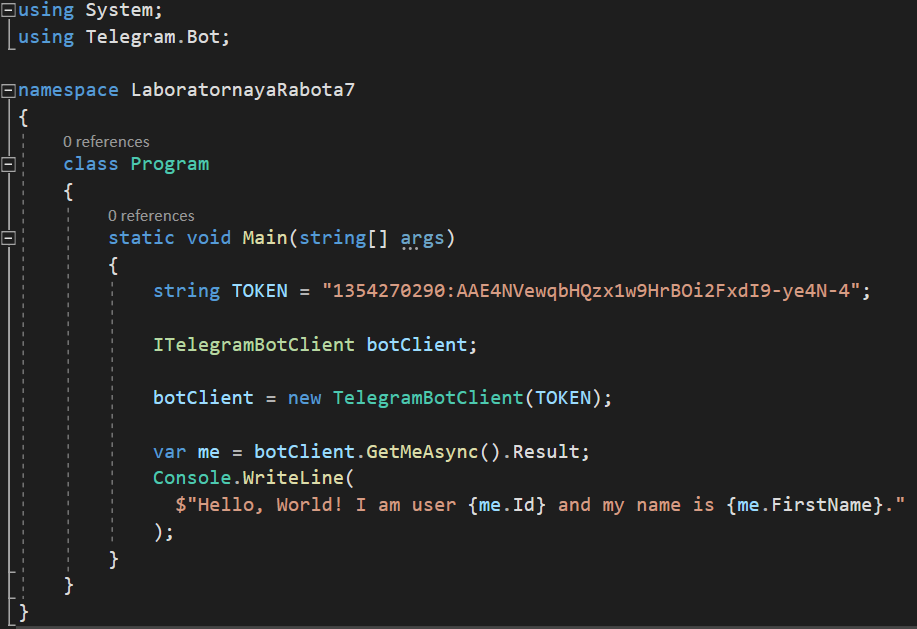 using System;
using Telegram.Bot;
namespace LaboratornayaRabota7
{
0 references
class Program
{
0 references
static void Main(string[] args)
{
string TOKEN = "1354270290:AAE4NVewqbHQzx1w9HrBOi2FxdI9-ye4N-4";
ITelegramBotClient botClient;
botClient = new TelegramBotClient(TOKEN);
var me = botClient.GetMeAsync().Result;
Console.WriteLine(
$"Hello, World! I am user {me.Id} and my name is {me.FirstName}."
);
}
}
}